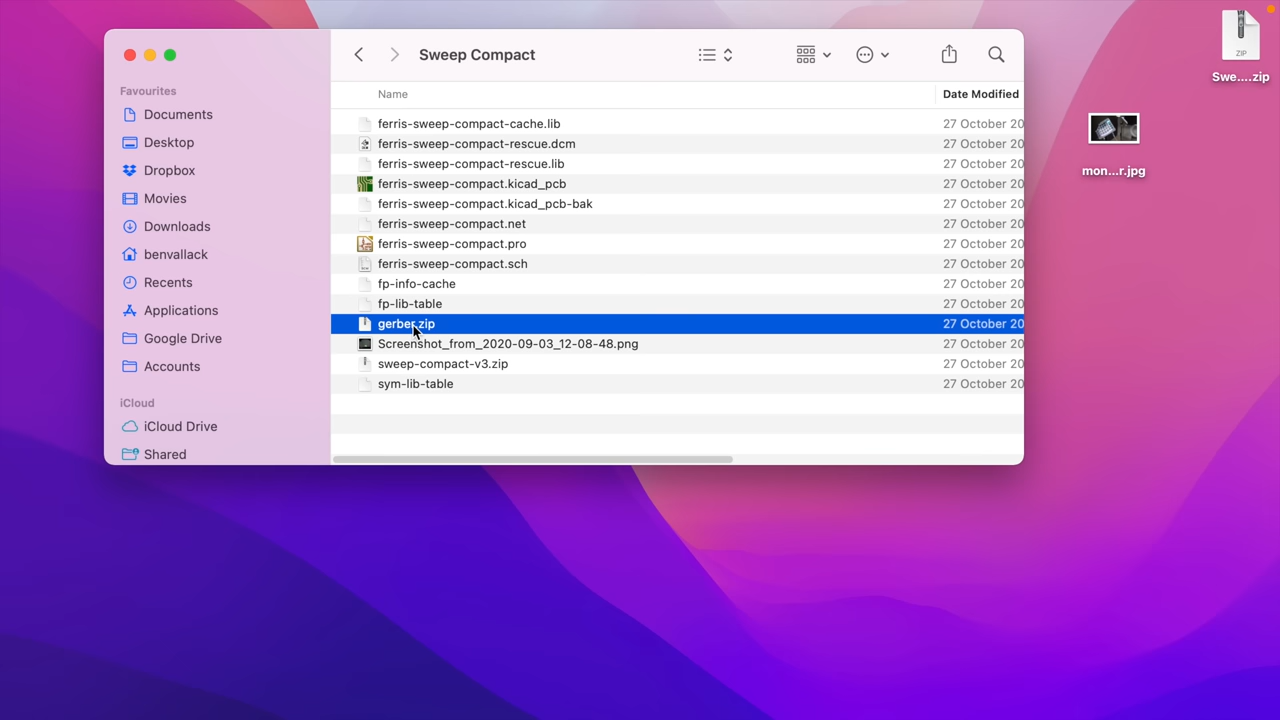 Sweep Compact
Favourites
Documents
Desktop
Dropbox
Movies
Downloads
benvallack
Recents
Applications
Google Drive
Accounts
iCloud
iCloud Drive
Shared
Name
Date Modified
ferris-sweep-compact-cache.lib
27 October 20
ferris-sweep-compact-rescue.dcm
27 October 20
ferris-sweep-compact-rescue.lib
27 October 20
ferris-sweep-compact.kicad_pcb
27 October 20
ferris-sweep-compact.kicad_pcb-bak
27 October 20
ferris-sweep-compact.net
27 October 20
ferris-sweep-compact.pro
27 October 20
ferris-sweep-compact.sch
27 October 20
fp-info-cache
27 October 20
fp-lib-table
27 October 20
gerber.zip
27 October 20
Screenshot_from_2020-09-03_12-08-48.png
27 October 20
sweep-compact-v3.zip
27 October 20
sym-lib-table
27 October 20
ZIP
Swe....zip
mon...r.jpg